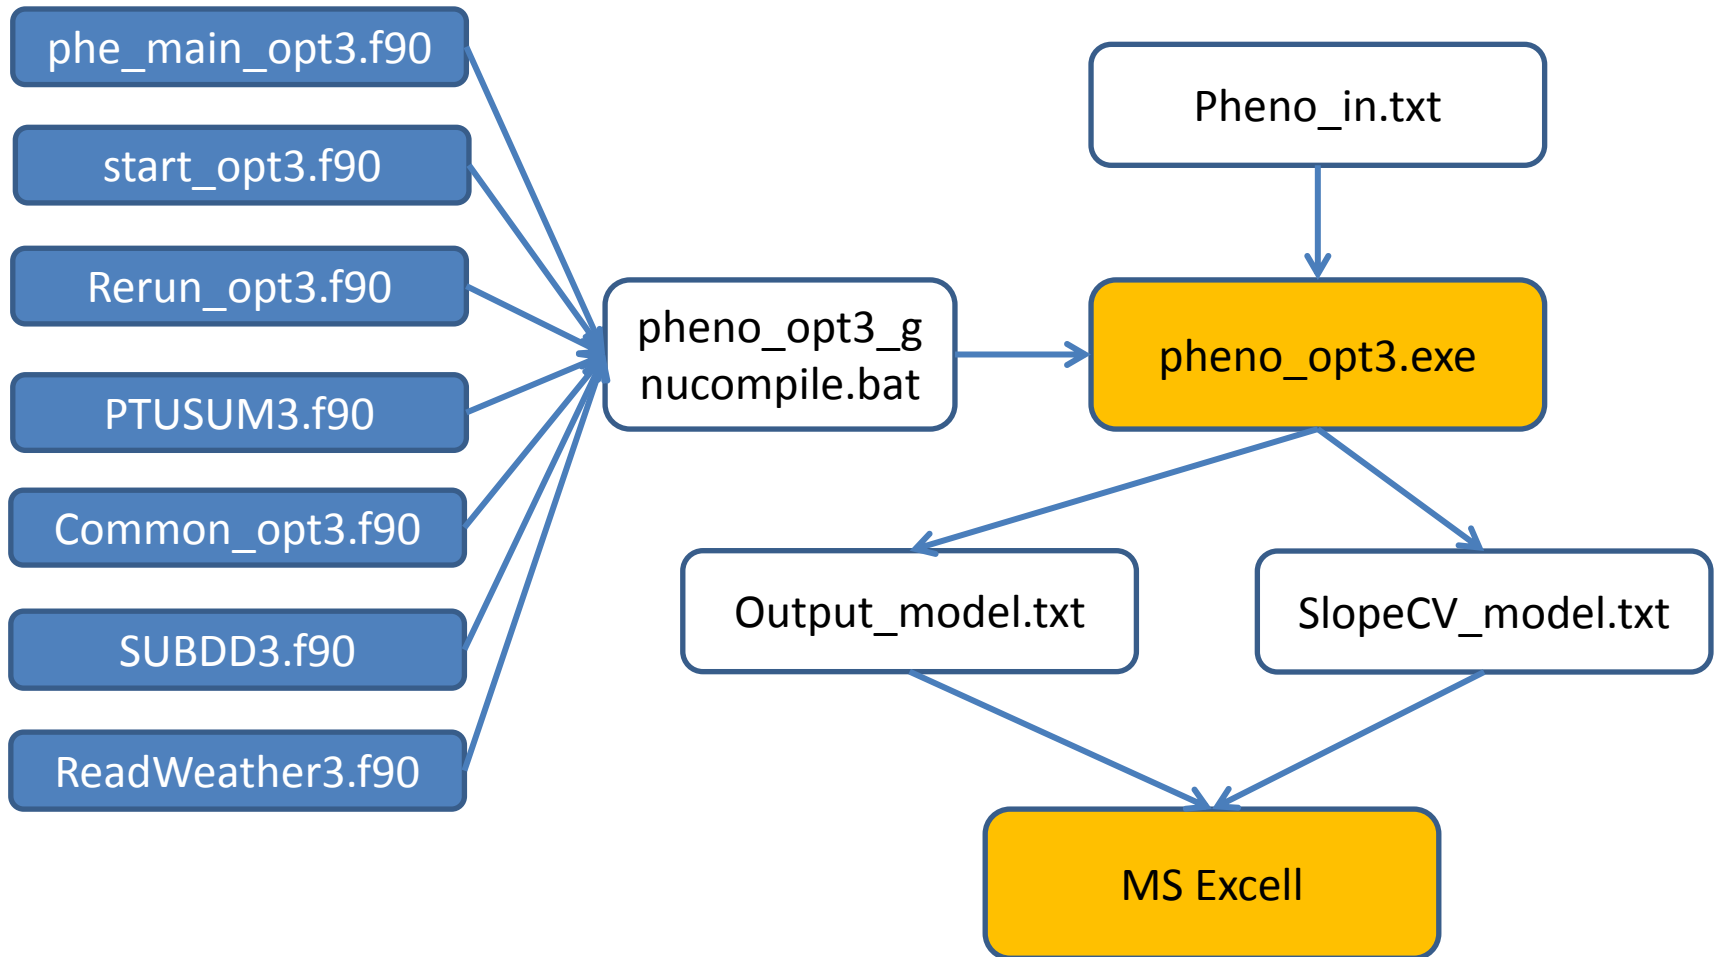 phe_main_opt3.f90
start_opt3.f90
Rerun_opt3.f90
PTUSUM3.f90
Common_opt3.f90
SUBDD3.f90
ReadWeather3.f90
pheno_opt3_g
nucompile.bat
Pheno_in.txt
pheno_opt3.exe
Output_model.txt
SlopeCV_model.txt
MS Excell